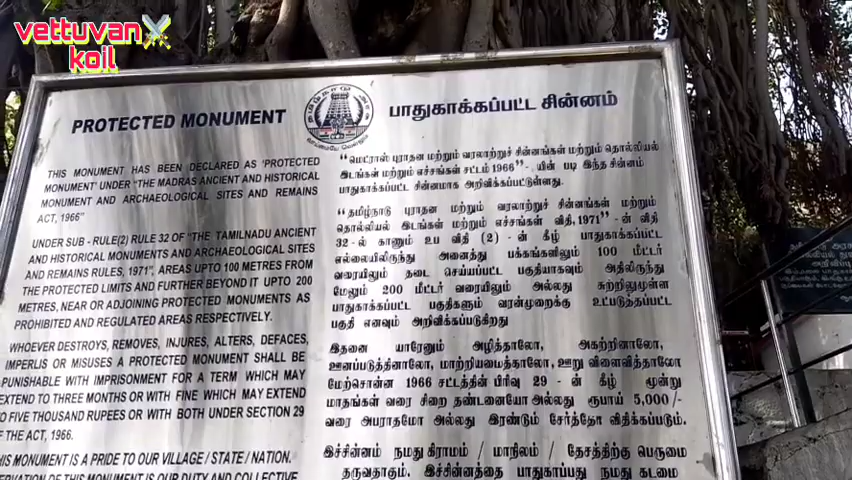 vettuvan
koil
PROTECTED MONUMENT
THIS MONUMENT HAS BEEN DECLARED AS 'PROTECTED
MONUMENT' UNDER "THE MADRAS ANCIENT AND HISTORICAL
MONUMENTS AND ARCHAEOLOGICAL SITES AND REMAINS
ACT, 1966"
UNDER SUB - RULE(2) RULE 32 OF "THE TAMILNADU ANCIENT
AND HISTORICAL MONUMENTS AND ARCHAEOLOGICAL SITES
AND REMAINS RULES, 1971", AREAS UPTO 100 METRES FROM
THE PROTECTED LIMITS AND FURTHER BEYOND IT UPTO 200
METRES, NEAR OR ADJOINING PROTECTED MONUMENTS AS
PROHIBITED AND REGULATED AREAS RESPECTIVELY.
WHOEVER DESTROYS, REMOVES, INJURES, ALTERS, DEFACES,
IMPERILS OR MISUSES A PROTECTED MONUMENT SHALL BE
PUNISHABLE WITH IMPRISONMENT FOR A TERM, WHICH MAY
EXTEND TO THREE MONTHS OR WITH FINE WHICH MAY EXTEND
TO FIVE THOUSAND RUPEES OR WITH BOTH UNDER SECTION 29
OF THE ACT, 1966.
THIS MONUMENT IS A PRIDE TO OUR VILLAGE / STATE / NATION.
OF THE MONUMENT IS OUR DUTY AND COLLECTIVE
பாதுகாக்கப்பட்ட சின்னம்
"மெட்ராஸ் புராதன மற்றும் வரலாற்றுச் சின்னங்கள் மற்றும் தொல்லியல்
இடங்கள் மற்றும் எச்சங்கள் சட்டம் 1966"-ன் படி இந்த சின்னம்
பாதுகாக்கப்பட்ட சின்னமாக அறிவிக்கப்பட்டுள்ளது.
"தமிழ்நாடு புராதன மற்றும் வரலாற்றுச் சின்னங்கள் மற்றும்
தொல்லியல் இடங்கள் மற்றும் எச்சங்கள் விதி, 1971" - ன் விதி
32-ல் காணும் உப விதி (2) - ன் கீழ் பாதுகாக்கப்பட்ட
எல்லையிலிருந்து அனைத்து பக்கங்களிலும் 100 மீட்டர்
வரையிலும் தடை செய்யப்பட்ட பகுதியாகவும் அதிலிருந்து
மேலும் 200 மீட்டர் வரையிலும் அல்லது சுற்றிலுமுள்ள
பாதுகாக்கப்பட்ட பகுதிகளும் வரன்முறைக்கு உட்படுத்தப்பட்ட
பகுதி எனவும் அறிவிக்கப்படுகிறது
இதனை யாரேனும் அழித்தாலோ, அகற்றினாலோ,
ஊனப்படுத்தினாலோ, மாற்றியமைத்தாலோ, ஊறு விளைவித்தாலோ
மேற்சொன்ன 1966 சட்டத்தின் பிரிவு 29 - ன் கீழ் மூன்று
மாதங்கள் வரை சிறை தண்டனையோ அல்லது ரூபாய் 5,000/-
வரை அபராதமோ அல்லது இரண்டும் சேர்த்தோ விதிக்கப்படும்.
இச்சின்னம் நமது கிராமம் / மாநிலம் / தேசத்திற்கு பெருமை
தருவதாகும். இச்சின்னத்தை பாதுகாப்பது நமது கடமை